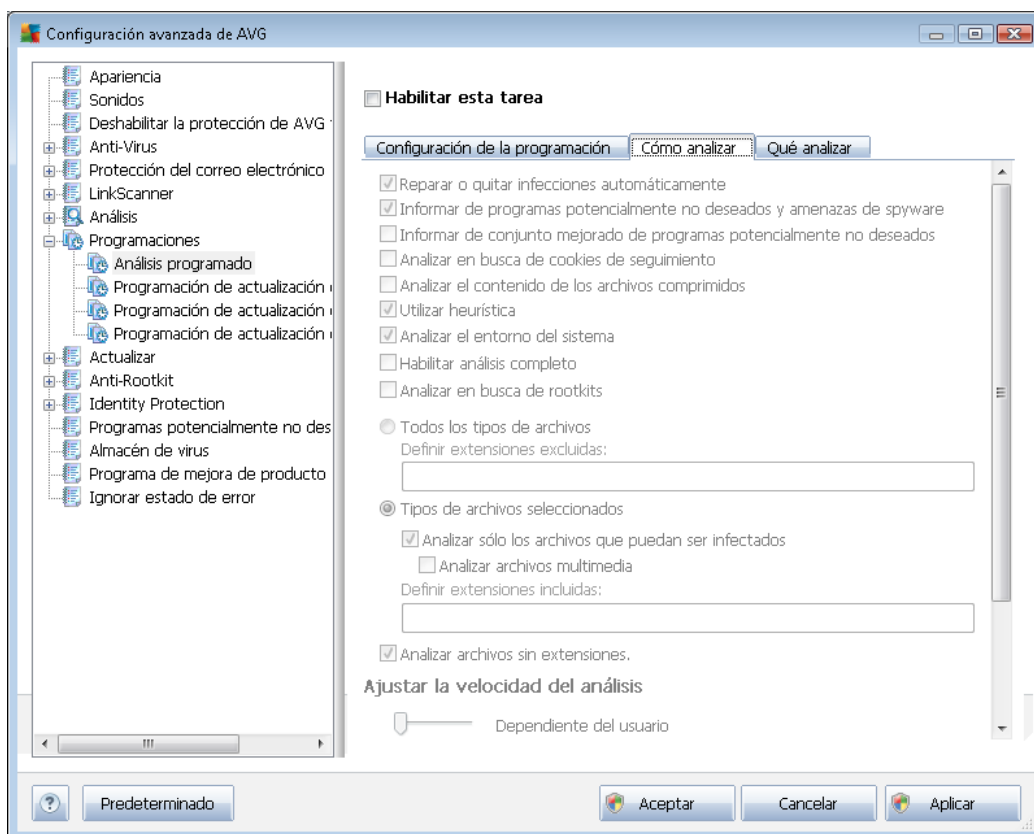 Configuración avanzada de AVG
Apariencia
Sonidos
Deshabilitar la protección de AVG
Anti-Virus
Protección del correo electrónico
LinkScanner
Análisis
Programaciones
Análisis programado
Programación de actualización
Programación de actualización
Programación de actualización
Actualizar
Anti-Rootkit
Identity Protection
Programas potencialmente no des
Almacén de virus
Programa de mejora de producto
Ignorar estado de error
Habilitar esta tarea
Configuración de la programación
Cómo analizar
Qué analizar
Reparar o quitar infecciones automáticamente
Informar de programas potencialmente no deseados y amenazas de spyware
Informar de conjunto mejorado de programas potencialmente no deseados
Analizar en busca de cookies de seguimiento
Analizar el contenido de los archivos comprimidos
Utilizar heurística
Analizar el entorno del sistema
Habilitar análisis completo
Analizar en busca de rootkits
Todos los tipos de archivos
Definir extensiones excluidas:
Tipos de archivos seleccionados
Analizar sólo los archivos que puedan ser infectados
Analizar archivos multimedia
Definir extensiones incluidas:
Analizar archivos sin extensiones.
Ajustar la velocidad del análisis
Dependiente del usuario
?
Predeterminado
Aceptar
Cancelar
Aplicar